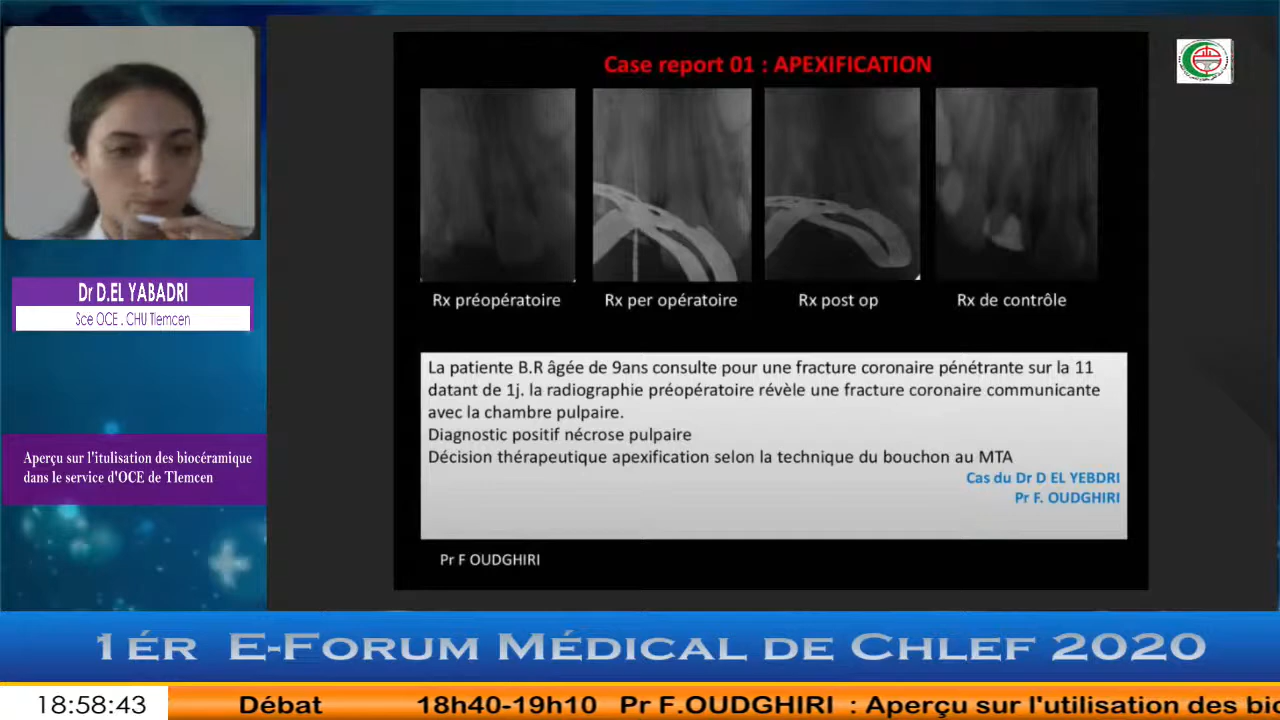 Case report 01 : APEXIFICATION
Rx préopératoire
Rx per opératoire
Rx post op
Rx de contrôle
La patiente B.R âgée de 9ans consulte pour une fracture coronaire pénétrante sur la 11
datant de 1j. la radiographie préopératoire révèle une fracture coronaire communicante
avec la chambre pulpaire.
Diagnostic positif nécrose pulpaire
Décision thérapeutique apexification selon la technique du bouchon au MTA
Cas du Dr D EL YEBDRI
Pr F. OUDGHIRI
Pr F OUDGHIRI
Dr D.EL YABADRI
Sce OCE . CHU Tlemcen
Aperçu sur l'itulisation des biocéramique
dans le service d'OCE de Tlemcen
1ér E-Forum Médical de Chlef 2020
18:58:43 Débat 18h40-19h10 Pr F.OUDGHIRI : Aperçu sur l'utilisation des bio